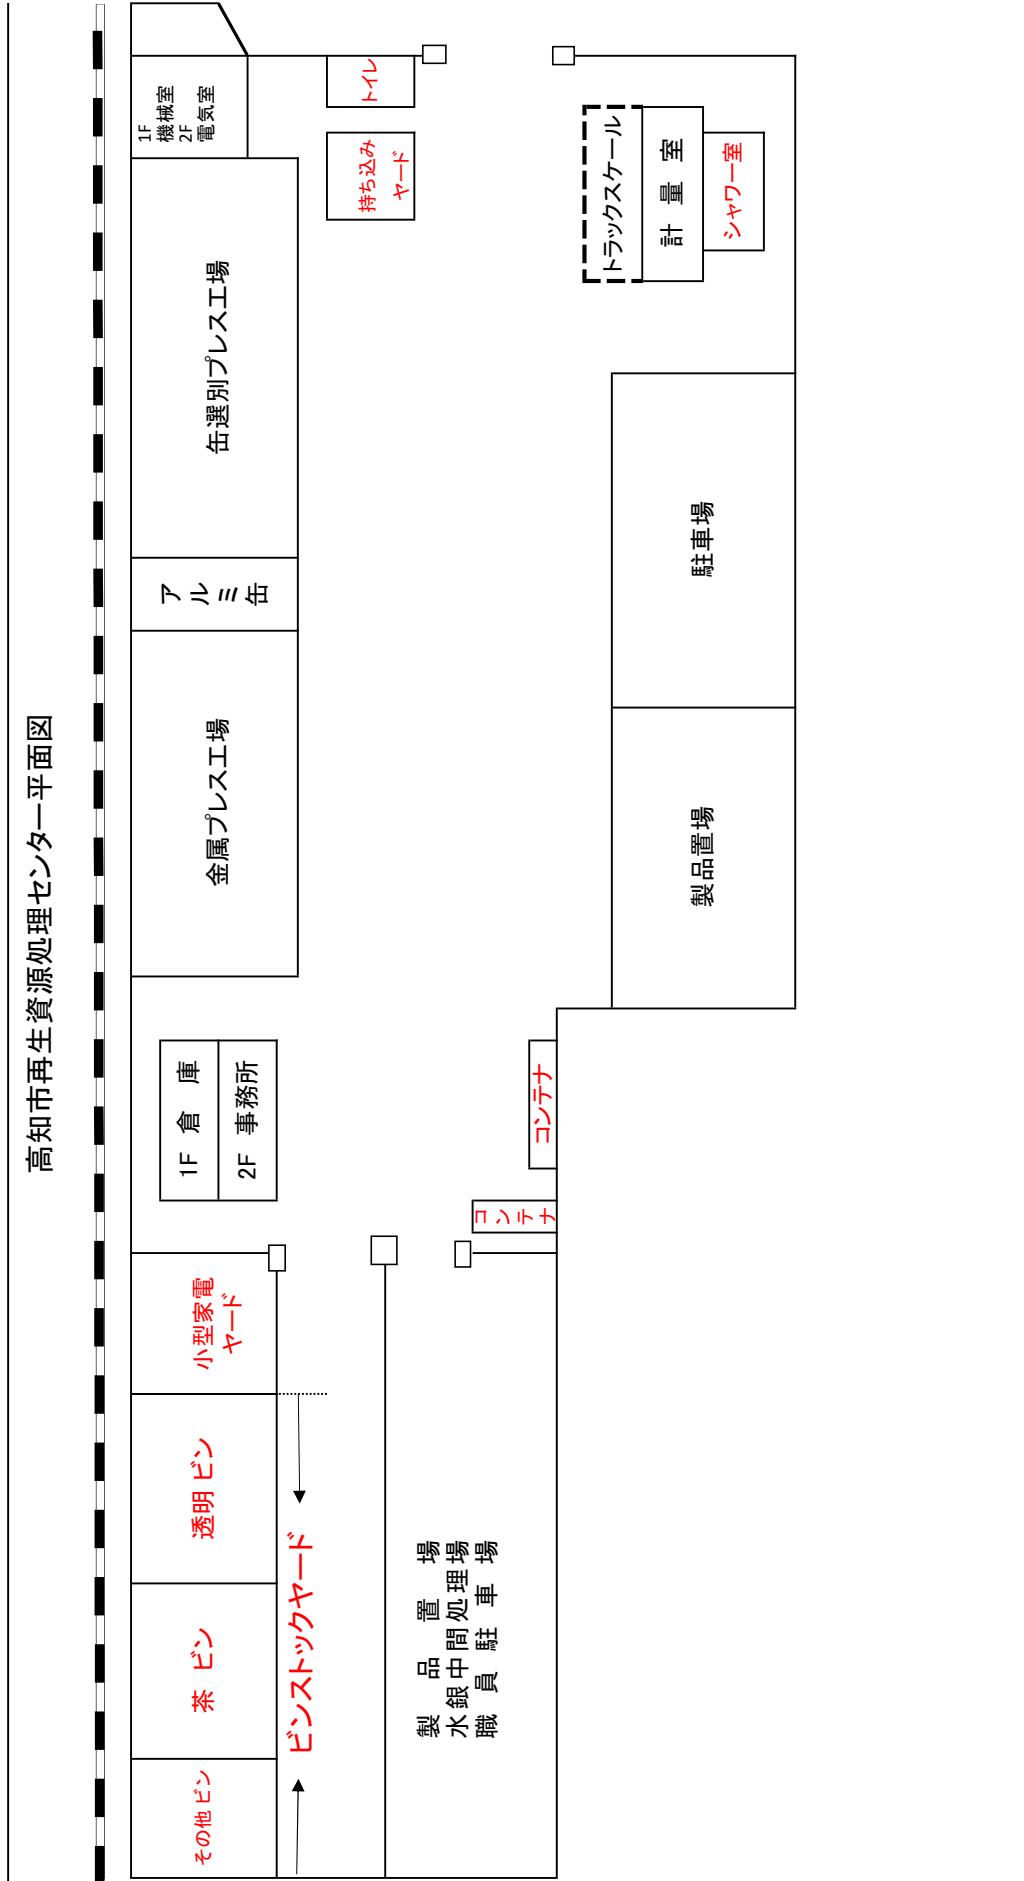 高知市再生資源処理センター平面図
1F
機械室
2F
電気室
トイレ
持ち込み
ヤード
トラックスケール
計 量 室
シャワー室
缶選別プレス工場
アルミ缶
金属プレス工場
駐車場
製品置場
1F 倉 庫
2F 事務所
コンテナ
コンテナ
小型家電
ヤード
透明 ビン
茶 ビン
その他 ビン
ビンストックヤード
製 品 置 場
水銀中間処理場
職 員 駐 車 場